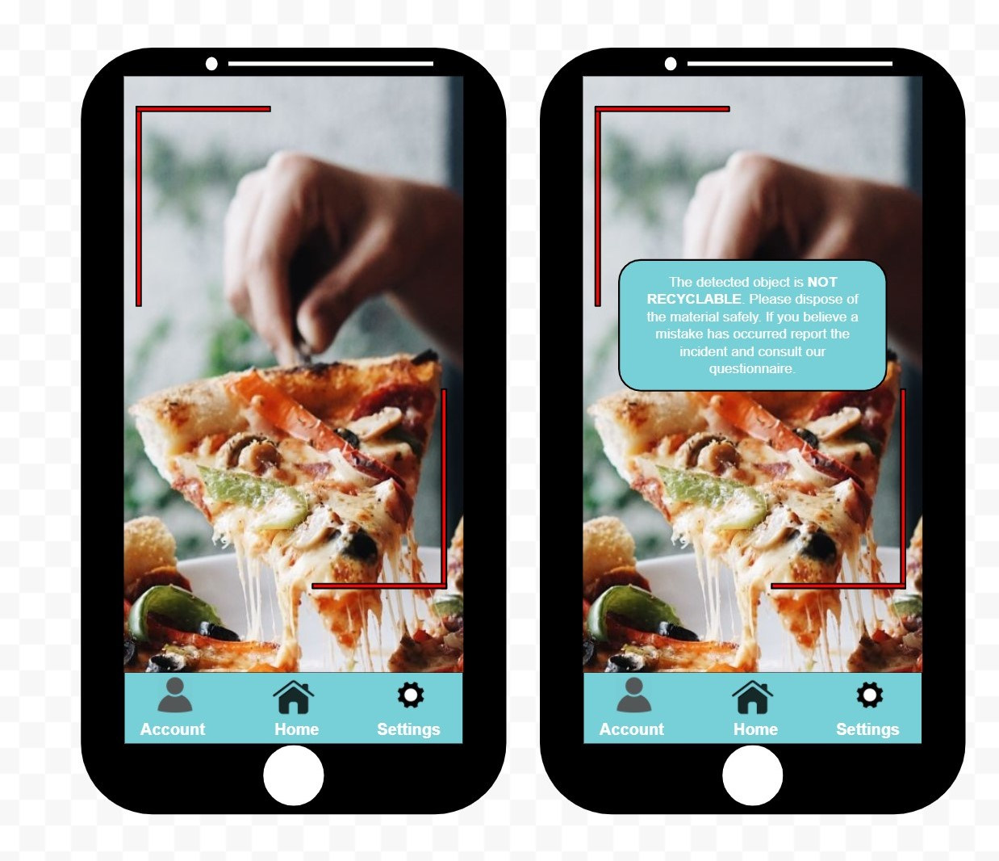 The detected object is NOT
RECYCLABLE. Please dispose of
the material safely. If you believe a
mistake has occurred report the
incident and consult our
questionnaire.
Account Home Settings
Account Home Settings